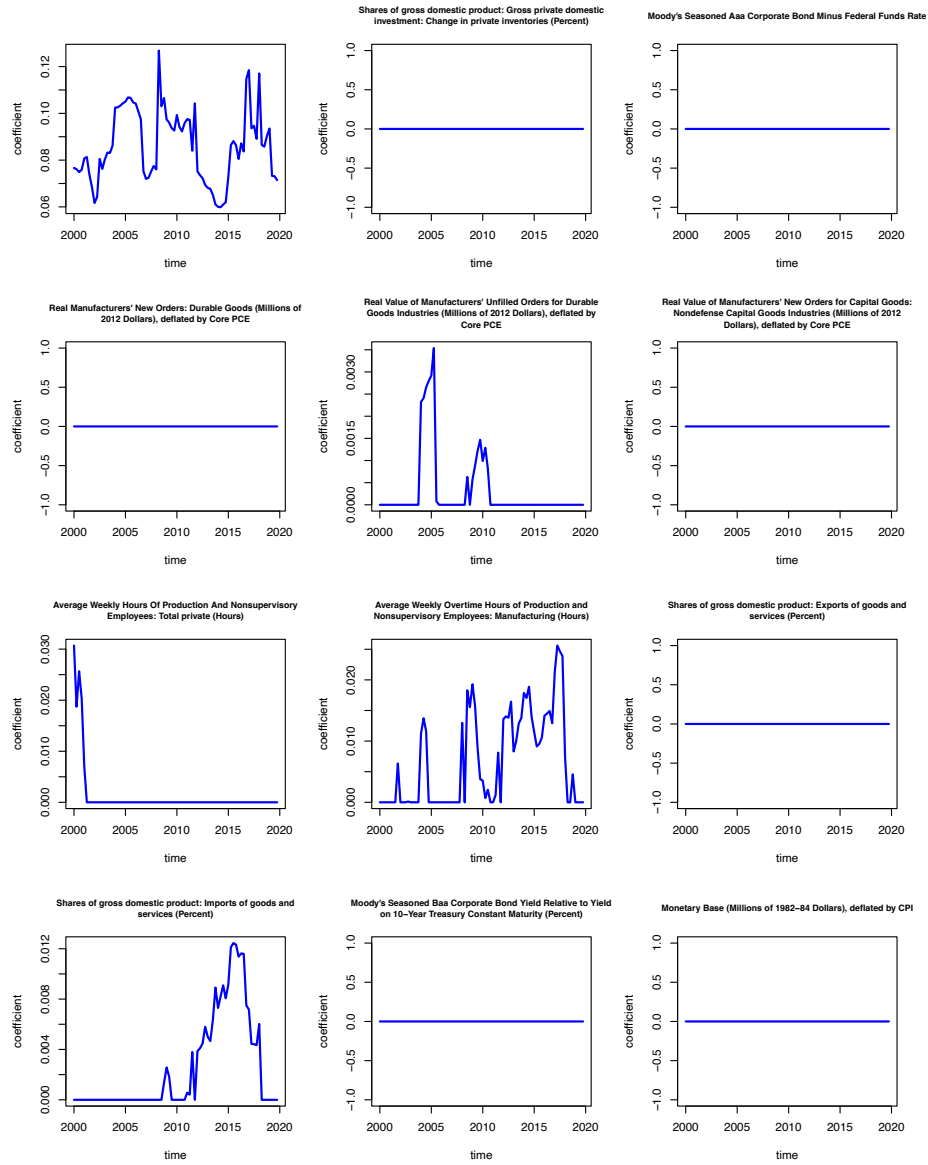 coefficient
0.06 0.08 0.10 0.12
2000 2005 2010 2015 2020
time
Shares of gross domestic product: Gross private domestic
investment: Change in private inventories (Percent)
coefficient
−1.0 −0.5 0.0 0.5 1.0
2000 2005 2010 2015 2020
time
Moody's Seasoned Aaa Corporate Bond Minus Federal Funds Rate
coefficient
−1.0 −0.5 0.0 0.5 1.0
2000 2005 2010 2015 2020
time
Real Manufacturers' New Orders: Durable Goods (Millions of
2012 Dollars), deflated by Core PCE
coefficient
−1.0 −0.5 0.0 0.5 1.0
2000 2005 2010 2015 2020
time
Real Value of Manufacturers' Unfilled Orders for Durable
Goods Industries (Millions of 2012 Dollars), deflated by
Core PCE
coefficient
0.0000 0.0015 0.0030
2000 2005 2010 2015 2020
time
Real Value of Manufacturers' New Orders for Capital Goods:
Nondefense Capital Goods Industries (Millions of 2012
Dollars), deflated by Core PCE
coefficient
−1.0 −0.5 0.0 0.5 1.0
2000 2005 2010 2015 2020
time
Average Weekly Hours Of Production And Nonsupervisory
Employees: Total private (Hours)
coefficient
0.000 0.010 0.020 0.030
2000 2005 2010 2015 2020
time
Average Weekly Overtime Hours of Production and
Nonsupervisory Employees: Manufacturing (Hours)
coefficient
0.000 0.010 0.020
2000 2005 2010 2015 2020
time
Shares of gross domestic product: Exports of goods and
services (Percent)
coefficient
−1.0 −0.5 0.0 0.5 1.0
2000 2005 2010 2015 2020
time
Shares of gross domestic product: Imports of goods and
services (Percent)
coefficient
0.000 0.004 0.008 0.012
2000 2005 2010 2015 2020
time
Moody's Seasoned Baa Corporate Bond Yield Relative to Yield
on 10−Year Treasury Constant Maturity (Percent)
coefficient
−1.0 −0.5 0.0 0.5 1.0
2000 2005 2010 2015 2020
time
Monetary Base (Millions of 1982−84 Dollars), deflated by CPI
coefficient
−1.0 −0.5 0.0 0.5 1.0
2000 2005 2010 2015 2020
time